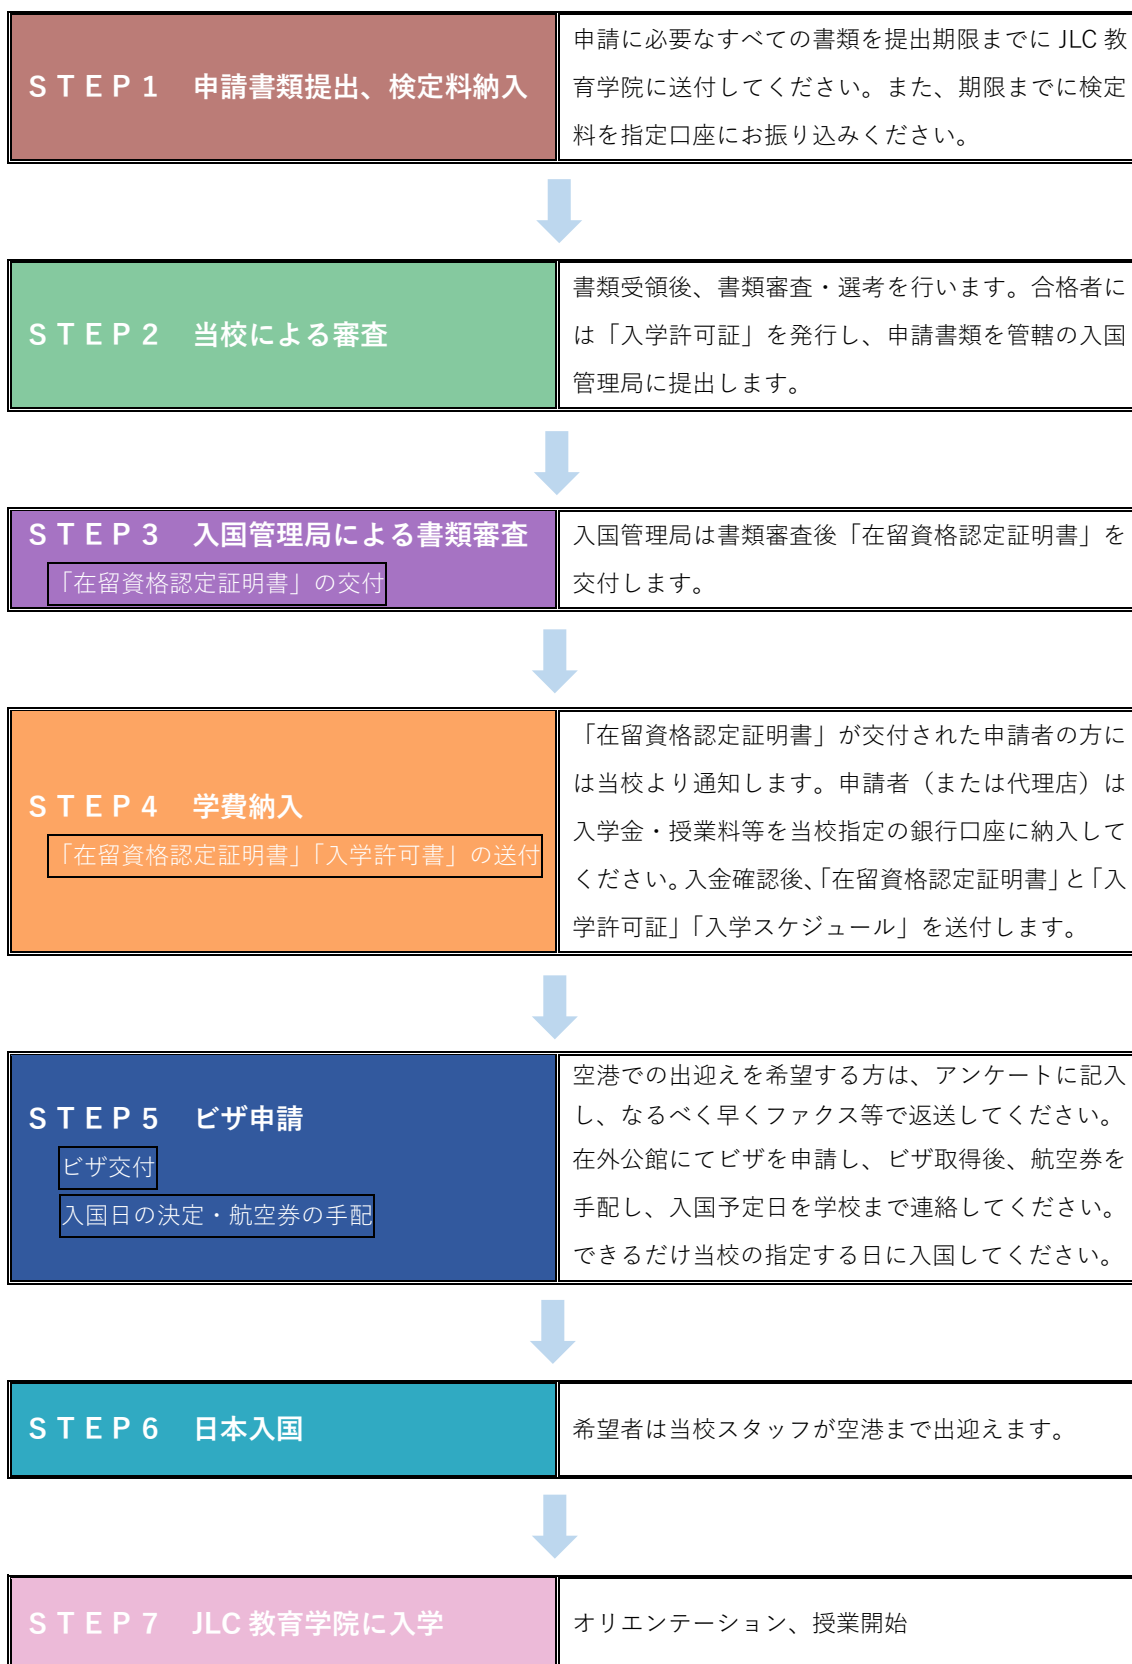 ＳＴＥＰ１　申請書類提出、検定料納入
申請に必要なすべての書類を提出期限までに JLC 教
育学院に送付してください。また、期限までに検定
料を指定口座にお振り込みください。
ＳＴＥＰ２　当校による審査
書類受領後、書類審査・選考を行います。合格者に
は「入学許可証」を発行し、申請書類を管轄の入国
管理局に提出します。
ＳＴＥＰ３　入国管理局による書類審査
「在留資格認定証明書」の交付
入国管理局は書類審査後「在留資格認定証明書」を
交付します。
ＳＴＥＰ４　学費納入
「在留資格認定証明書」「入学許可書」の送付
「在留資格認定証明書」が交付された申請者の方に
は当校より通知します。申請者（または代理店）は
入学金・授業料等を当校指定の銀行口座に納入して
ください。入金確認後、「在留資格認定証明書」と「入
学許可証」「入学スケジュール」を送付します。
ＳＴＥＰ５　ビザ申請
ビザ交付
入国日の決定・航空券の手配
空港での出迎えを希望する方は、アンケートに記入
し、なるべく早くファクス等で返送してください。
在外公館にてビザを申請し、ビザ取得後、航空券を
手配し、入国予定日を学校まで連絡してください。
できるだけ当校の指定する日に入国してください。
ＳＴＥＰ６　日本入国
希望者は当校スタッフが空港まで出迎えます。
ＳＴＥＰ７　JLC 教育学院に入学
オリエンテーション、授業開始